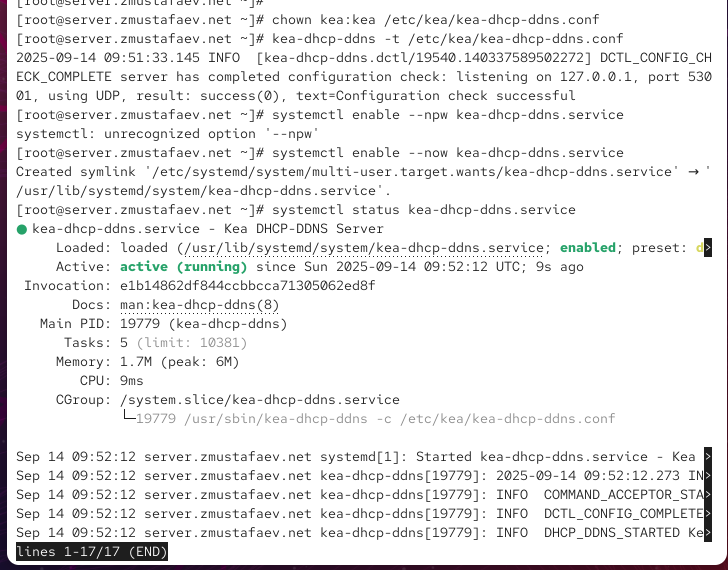 [root@server.zmustafaev.net ~]#
[root@server.zmustafaev.net ~]# chown kea:kea /etc/kea/kea-dhcp-ddns.conf
[root@server.zmustafaev.net ~]# kea-dhcp-ddns -t /etc/kea/kea-dhcp-ddns.conf
2025-09-14 09:51:33.145 INFO  [kea-dhcp-ddns.dctl/19540.140337589502272] DCTL_CONFIG_CH
ECK_COMPLETE server has completed configuration check: listening on 127.0.0.1, port 530
01, using UDP, result: success(0), text=Configuration check successful
[root@server.zmustafaev.net ~]# systemctl enable --npw kea-dhcp-ddns.service
systemctl: unrecognized option '--npw'
[root@server.zmustafaev.net ~]# systemctl enable --now kea-dhcp-ddns.service
Created symlink '/etc/systemd/system/multi-user.target.wants/kea-dhcp-ddns.service' → '
/usr/lib/systemd/system/kea-dhcp-ddns.service'.
[root@server.zmustafaev.net ~]# systemctl status kea-dhcp-ddns.service
● kea-dhcp-ddns.service - Kea DHCP-DDNS Server
     Loaded: loaded (/usr/lib/systemd/system/kea-dhcp-ddns.service; enabled; preset: d>
     Active: active (running) since Sun 2025-09-14 09:52:12 UTC; 9s ago
 Invocation: e1b14862df844ccbbcca71305062ed8f
       Docs: man:kea-dhcp-ddns(8)
   Main PID: 19779 (kea-dhcp-ddns)
      Tasks: 5 (limit: 10381)
     Memory: 1.7M (peak: 6M)
        CPU: 9ms
     CGroup: /system.slice/kea-dhcp-ddns.service
             └─19779 /usr/sbin/kea-dhcp-ddns -c /etc/kea/kea-dhcp-ddns.conf
Sep 14 09:52:12 server.zmustafaev.net systemd[1]: Started kea-dhcp-ddns.service - Kea >
Sep 14 09:52:12 server.zmustafaev.net kea-dhcp-ddns[19779]: 2025-09-14 09:52:12.273 IN>
Sep 14 09:52:12 server.zmustafaev.net kea-dhcp-ddns[19779]: INFO  COMMAND_ACCEPTOR_STA>
Sep 14 09:52:12 server.zmustafaev.net kea-dhcp-ddns[19779]: INFO  DCTL_CONFIG_COMPLETE>
Sep 14 09:52:12 server.zmustafaev.net kea-dhcp-ddns[19779]: INFO  DHCP_DDNS_STARTED Ke>
lines 1-17/17 (END)